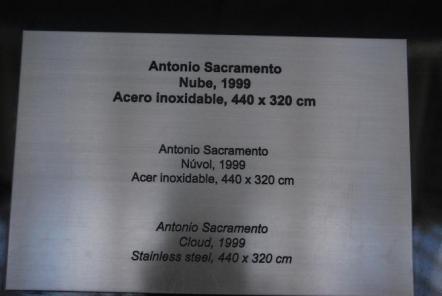 Antonio Sacramento
Nube, 1999
Acero inoxidable, 440 x 320 cm
Antonio Sacramento
Núvol, 1999
Acer inoxidable, 440 x 320 cm
Antonio Sacramento
Cloud, 1999
Stainless steel, 440 x 320 cm